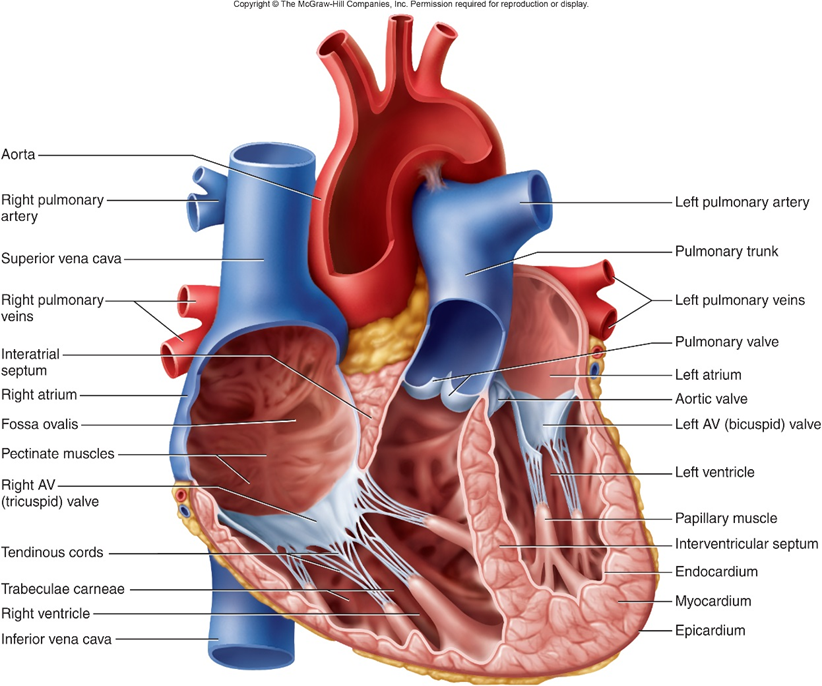 Copyright © The McGraw-Hill Companies, Inc. Permission required for reproduction or display.
Aorta
Right pulmonary
artery
Superior vena cava
Right pulmonary
veins
Interatrial
septum
Right atrium
Fossa ovalis
Pectinate muscles
Right AV
(tricuspid) valve
Tendinous cords
Trabeculae carneae
Right ventricle
Inferior vena cava
Left pulmonary artery
Pulmonary trunk
Left pulmonary veins
Pulmonary valve
Left atrium
Aortic valve
Left AV (bicuspid) valve
Left ventricle
Papillary muscle
Interventricular septum
Endocardium
Myocardium
Epicardium